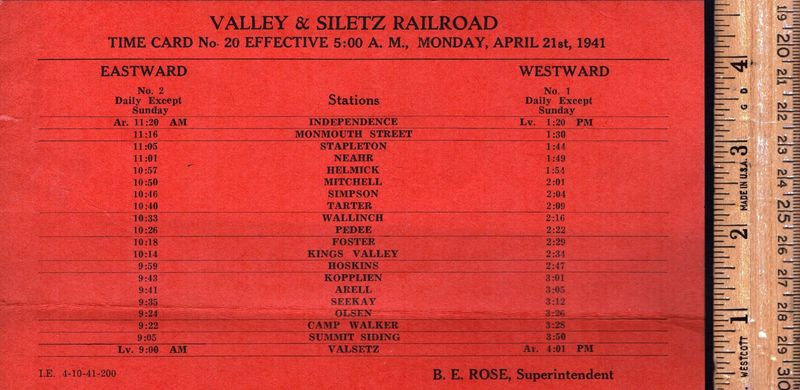 VALLEY & SILETZ RAILROAD
TIME CARD No. 20 EFFECTIVE 5:00 A. M., MONDAY, APRIL 21st, 1941
EASTWARD WESTWARD
No. 2 No. 1
Daily Except Stations Daily Except
Sunday Sunday
Ar. 11:20 AM INDEPENDENCE Lv. 1:20 PM
11:16 MONMOUTH STREET 1:30
11:05 STAPLETON 1:44
11:01 NEAHR 1:49
10:57 HELMICK 1:54
10:50 MITCHELL 2:01
10:46 SIMPSON 2:04
10:40 TARTER 2:09
10:33 WALLINCH 2:16
10:26 PEDEE 2:22
10:18 FOSTER 2:29
10:14 KINGS VALLEY 2:34
9:59 HOSKINS 2:47
9:43 KOPPLIEN 3:01
9:41 ARELL 3:05
9:35 SEEKAY 3:12
9:24 OLSEN 3:26
9:22 CAMP WALKER 3:28
9:05 SUMMIT SIDING 3:50
Lv. 9:00 AM VALSETZ Ar. 4:01 PM
I.E. 4-10-41-200 B. E. ROSE, Superintendent
WESTCOTT 1 2 MADE IN U.S.A. 3 4
19 20 21 22 23 24 25 26 27 28 29 30